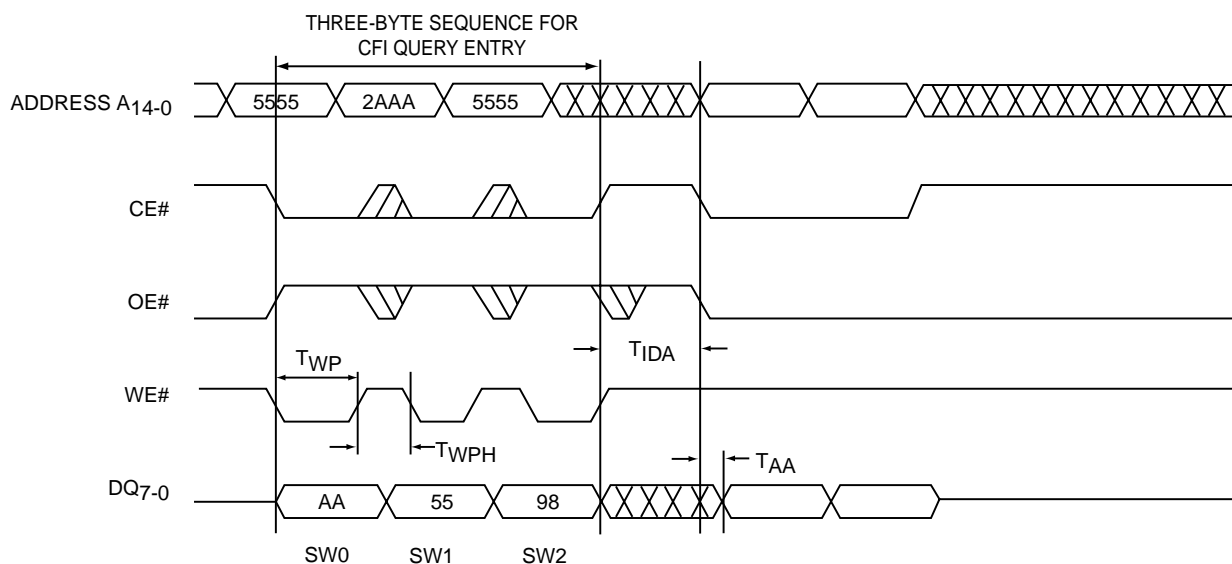 THREE-BYTE SEQUENCE FOR
CFI QUERY ENTRY
ADDRESS A14-0
5555
2AAA
5555
CE#
OE#
TIDA
TWP
WE#
TWPH
TAA
DQ7-0
AA
55
98
SW0
SW1
SW2